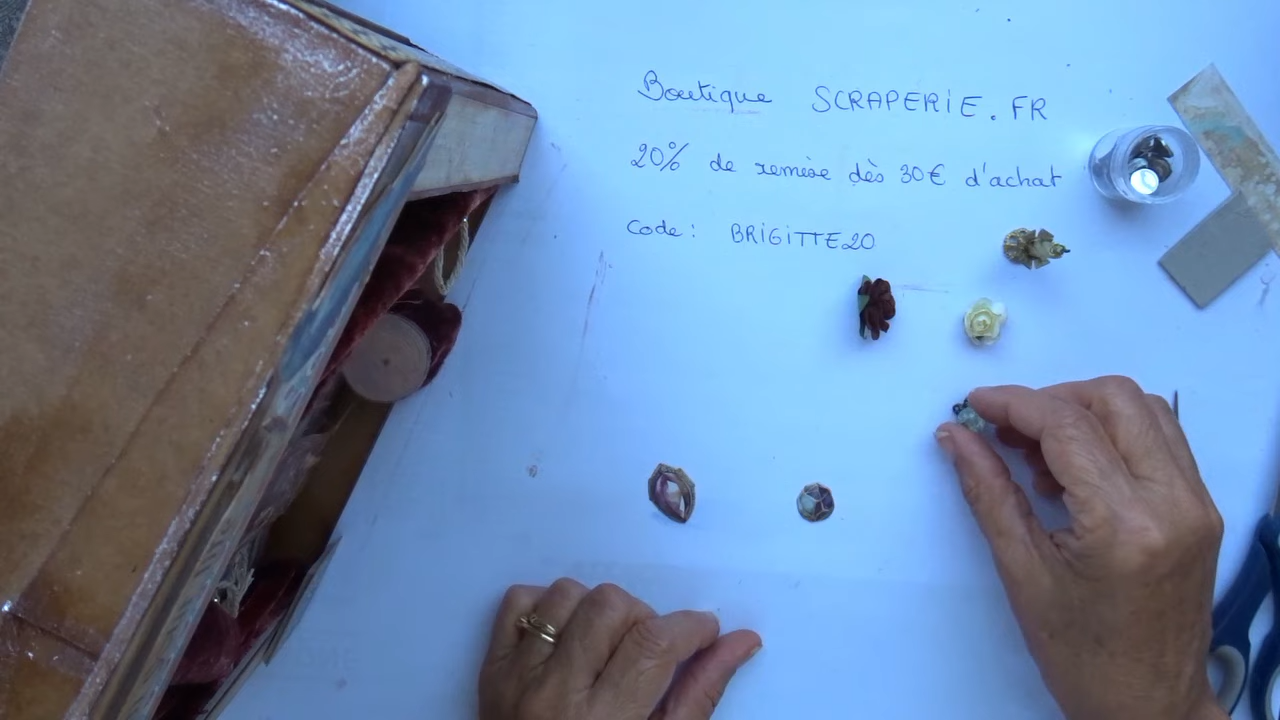 Boutique SCRAPERIE.FR
20% de remise dès 30€ d'achat
Code: BRIGITTE20